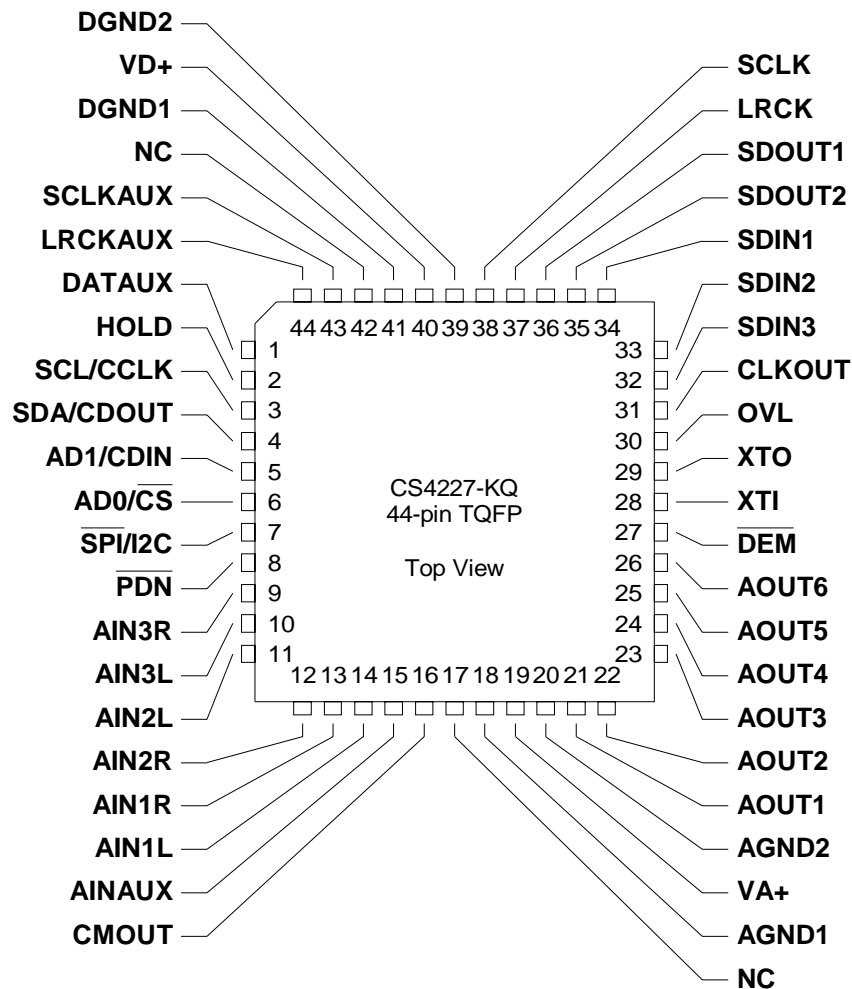 DGND2
VD+
DGND1
NC
SCLKAUX
LRCKAUX
DATAUX
HOLD
SCL/CCLK
SDA/CDOUT
AD1/CDIN
AD0/C̅S̅
S̅P̅I̅/I2C
P̅D̅N̅
AIN3R
AIN3L
AIN2L
AIN2R
AIN1R
AIN1L
AINAUX
CMOUT
44 43 42 41 40 39 38 37 36 35 34
1
2
3
4
5
6
7
8
9
10
11
CS4227-KQ
44-pin TQFP
Top View
33
32
31
30
29
28
27
26
25
24
23
12 13 14 15 16 17 18 19 20 21 22
SCLK
LRCK
SDOUT1
SDOUT2
SDIN1
SDIN2
SDIN3
CLKOUT
OVL
XTO
XTI
D̅E̅M̅
AOUT6
AOUT5
AOUT4
AOUT3
AOUT2
AOUT1
AGND2
VA+
AGND1
NC